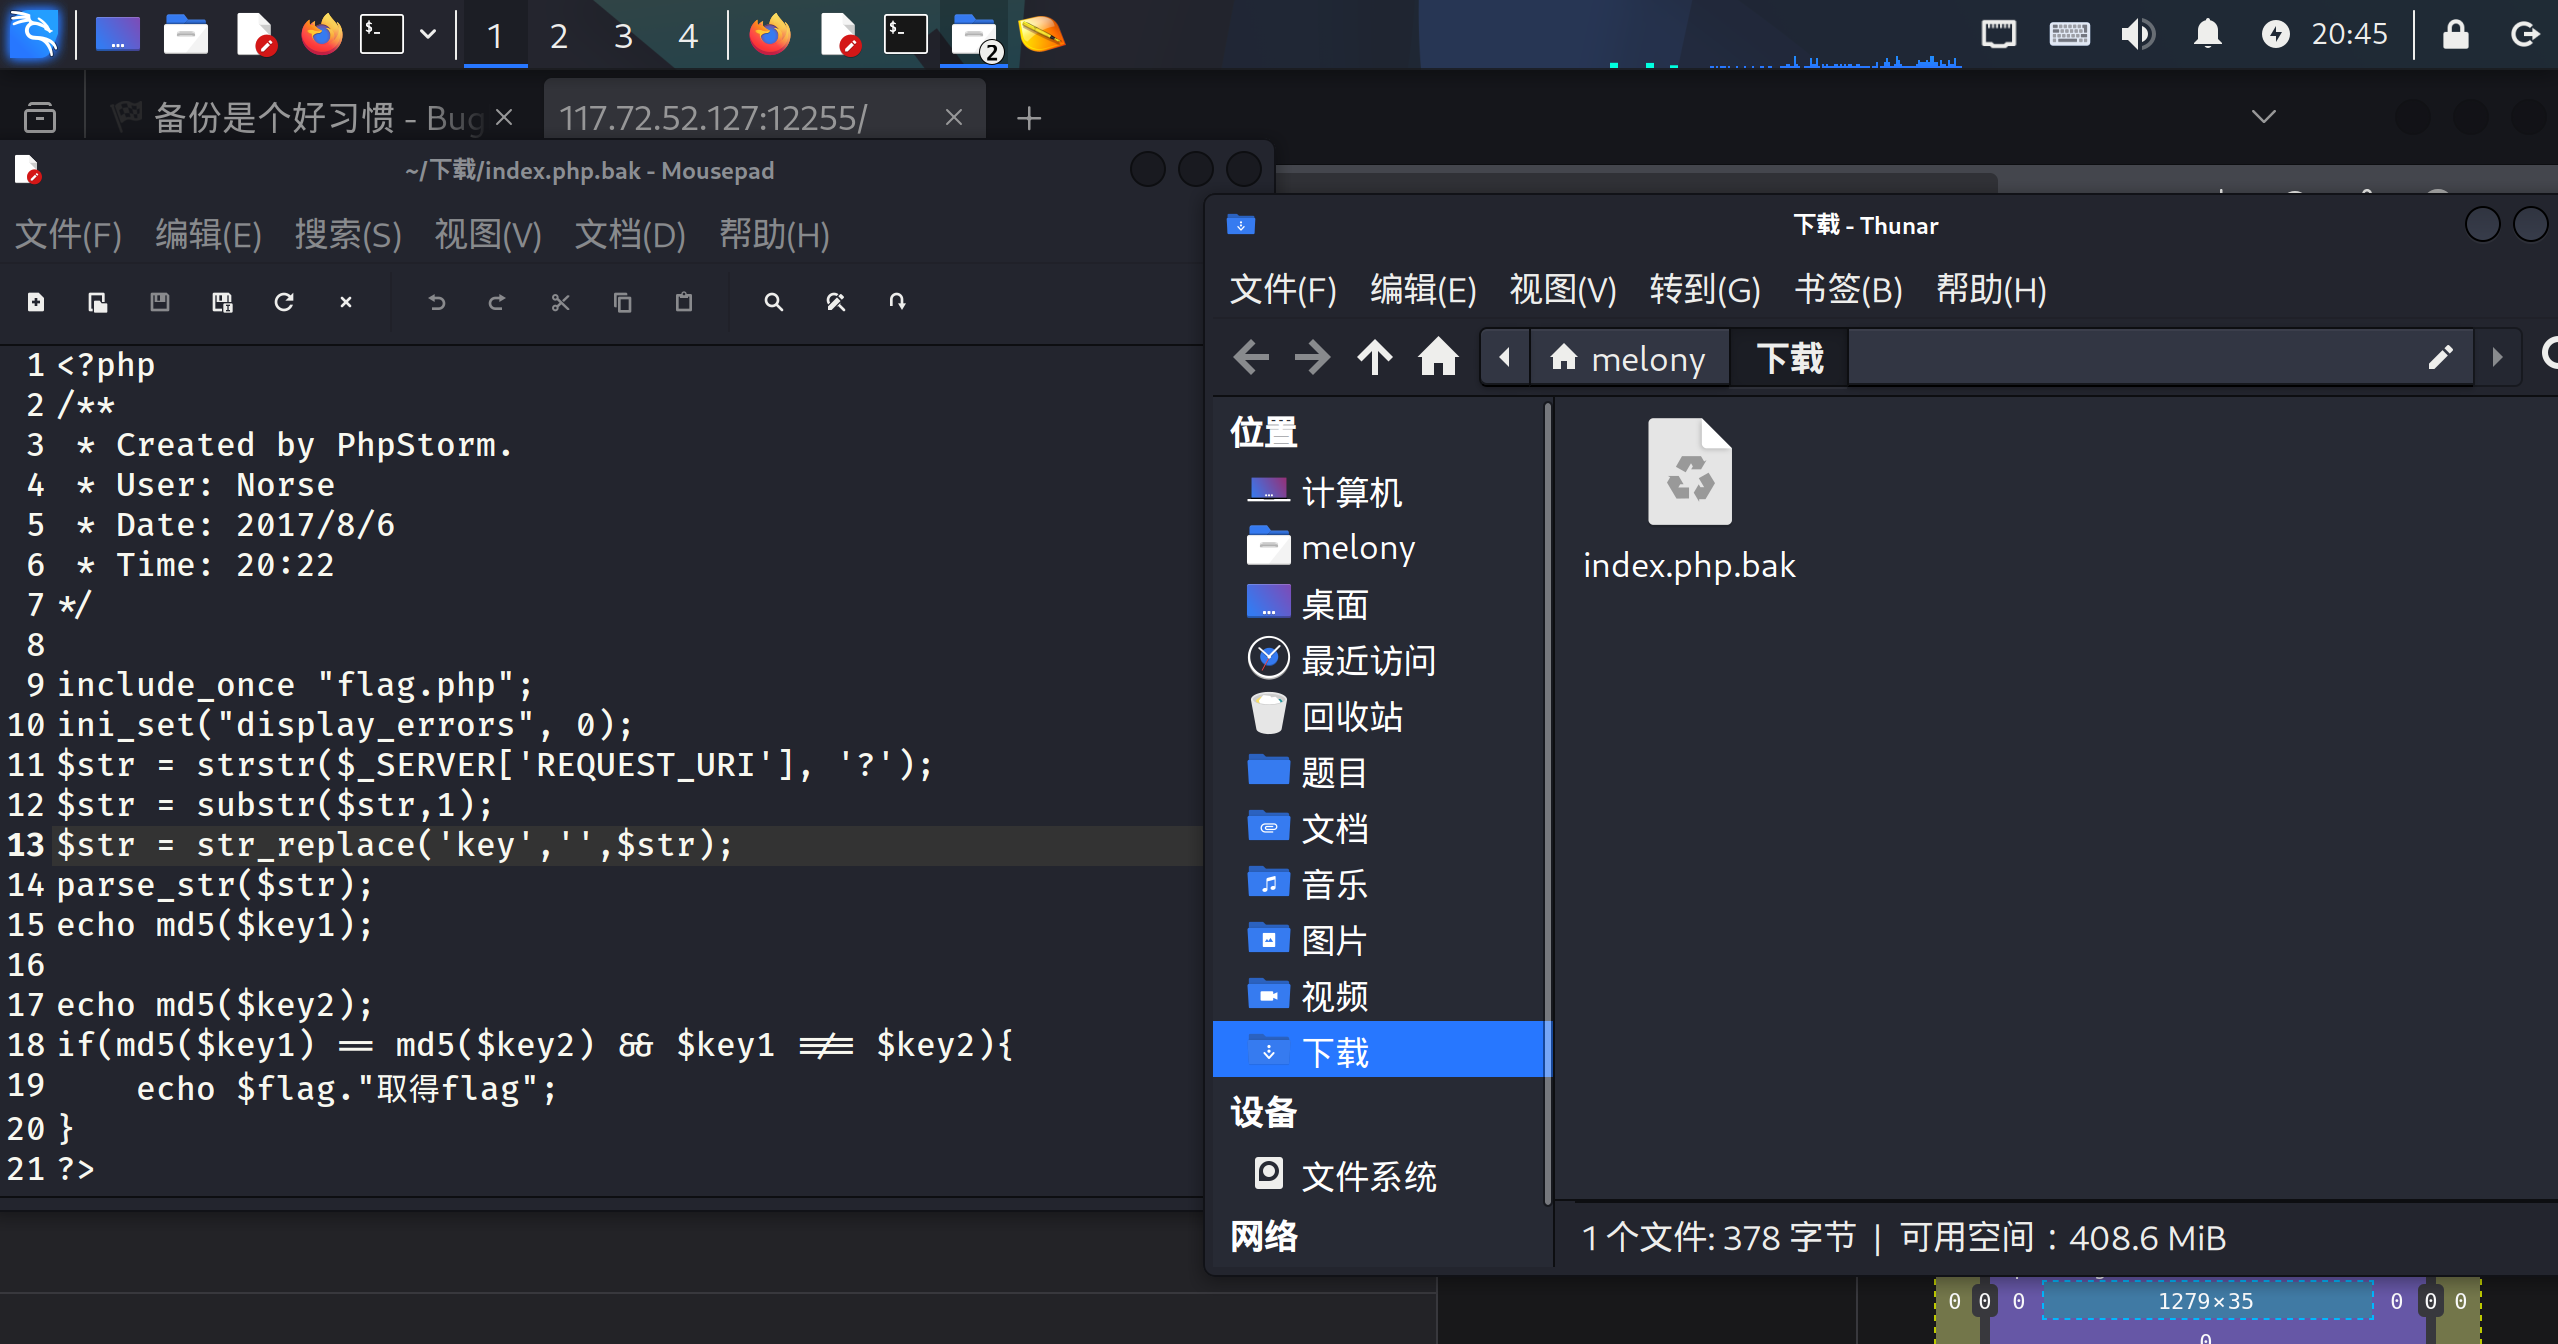 1 2 3 4 2 20:45
备份是个好习惯 - Bug 117.72.52.127:12255/
~/下载/index.php.bak - Mousepad
文件(F) 编辑(E) 搜索(S) 视图(V) 文档(D) 帮助(H)
1 <?php
2 /**
3  * Created by PhpStorm.
4  * User: Norse
5  * Date: 2017/8/6
6  * Time: 20:22
7 */
8
9 include_once "flag.php";
10 ini_set("display_errors", 0);
11 $str = strstr($_SERVER['REQUEST_URI'], '?');
12 $str = substr($str,1);
13 $str = str_replace('key','',$str);
14 parse_str($str);
15 echo md5($key1);
16
17 echo md5($key2);
18 if(md5($key1) == md5($key2) && $key1 !== $key2){
19     echo $flag."取得flag";
20 }
21 ?>
下载 - Thunar
文件(F) 编辑(E) 视图(V) 转到(G) 书签(B) 帮助(H)
melony 下载
位置
计算机
melony
桌面
最近访问
回收站
题目
文档
音乐
图片
视频
下载
设备
文件系统
网络
index.php.bak
1 个文件: 378 字节 | 可用空间：408.6 MiB
0 0 0 1279×35 0 0 0
0